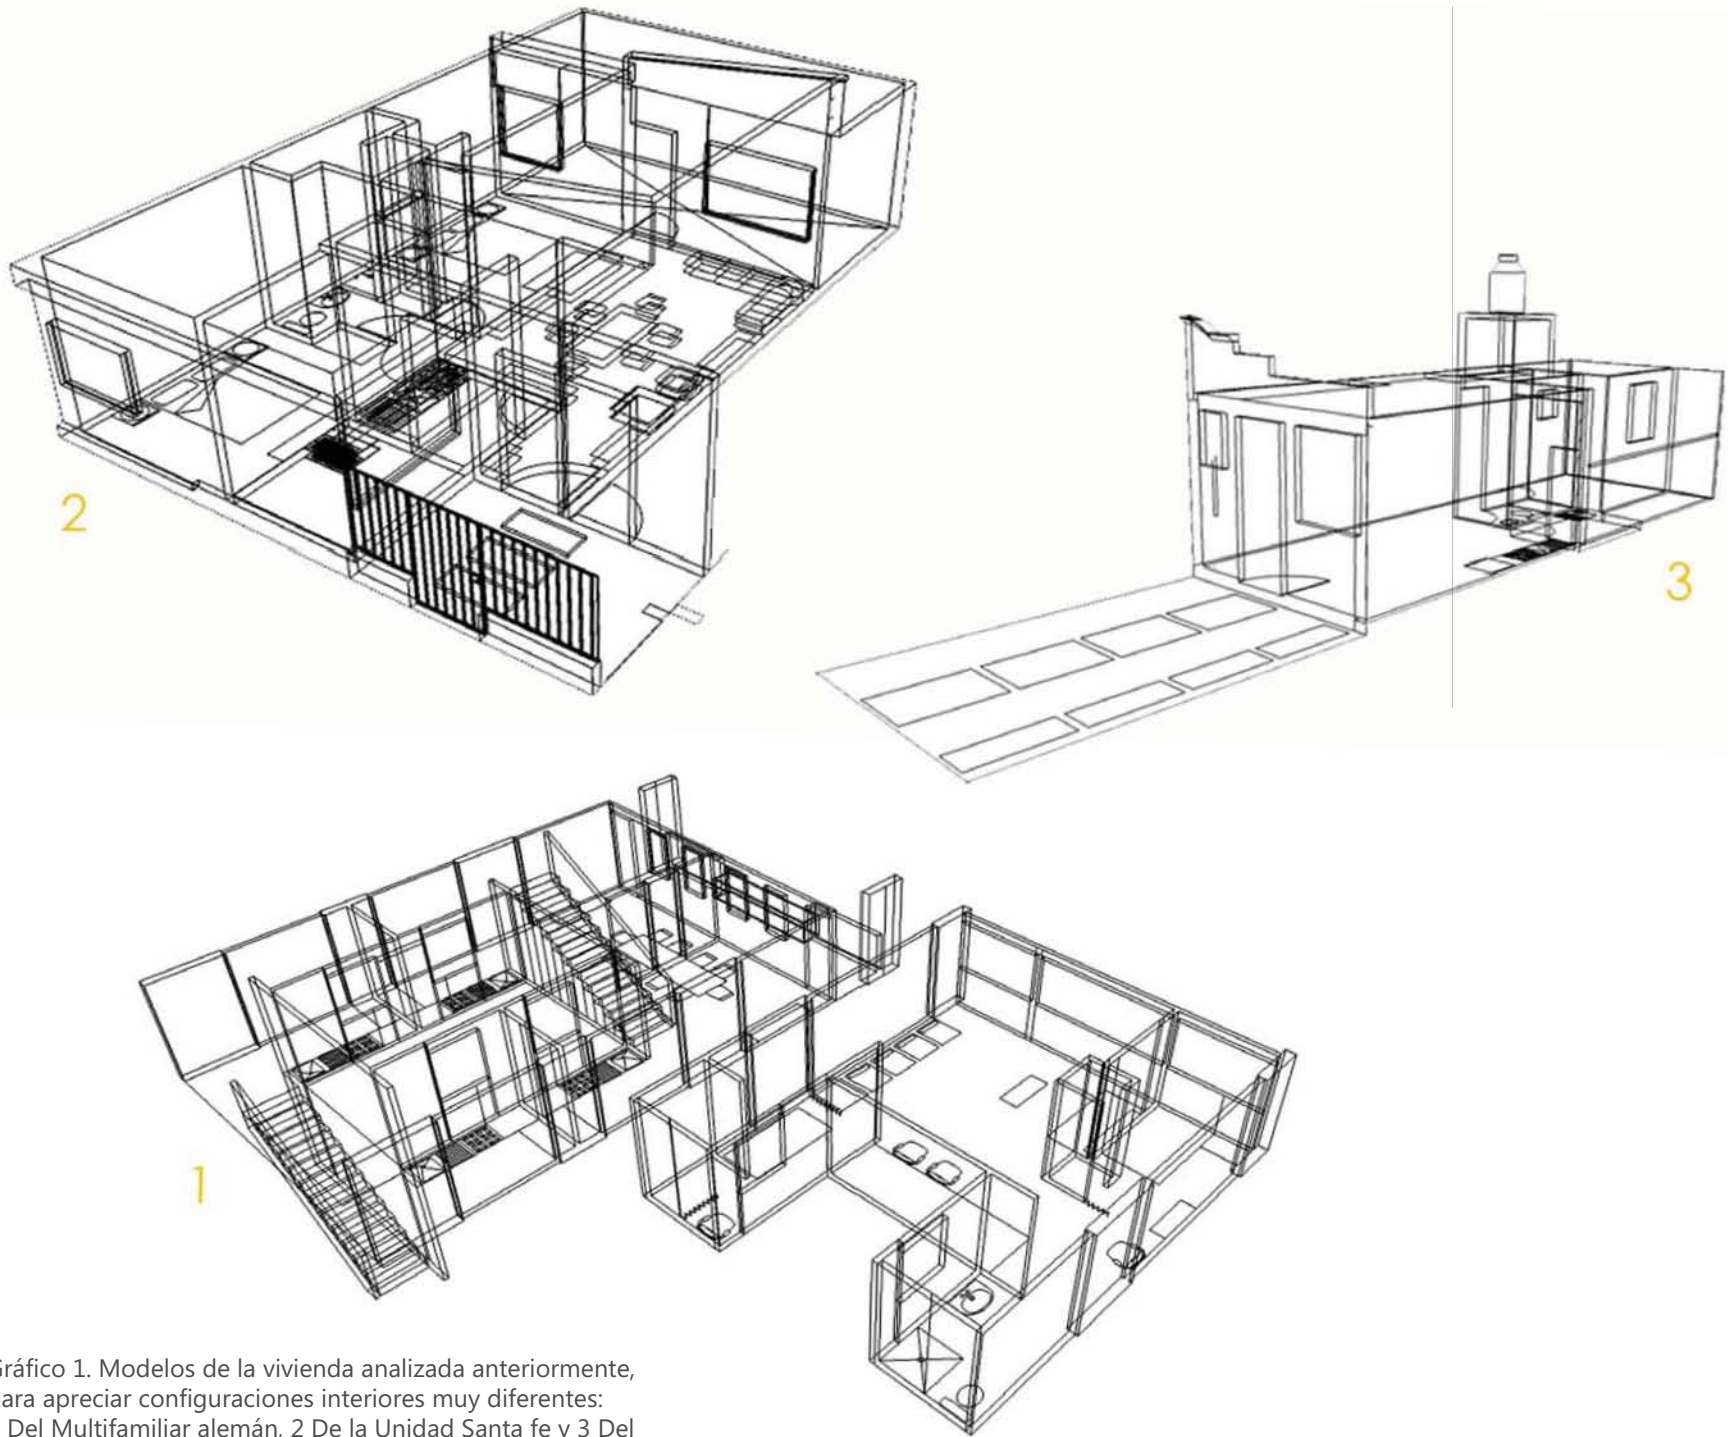 2
3
1
Gráfico 1. Modelos de la vivienda analizada anteriormente,
para apreciar configuraciones interiores muy diferentes:
Del Multifamiliar alemán, 2 De la Unidad Santa fe y 3 Del